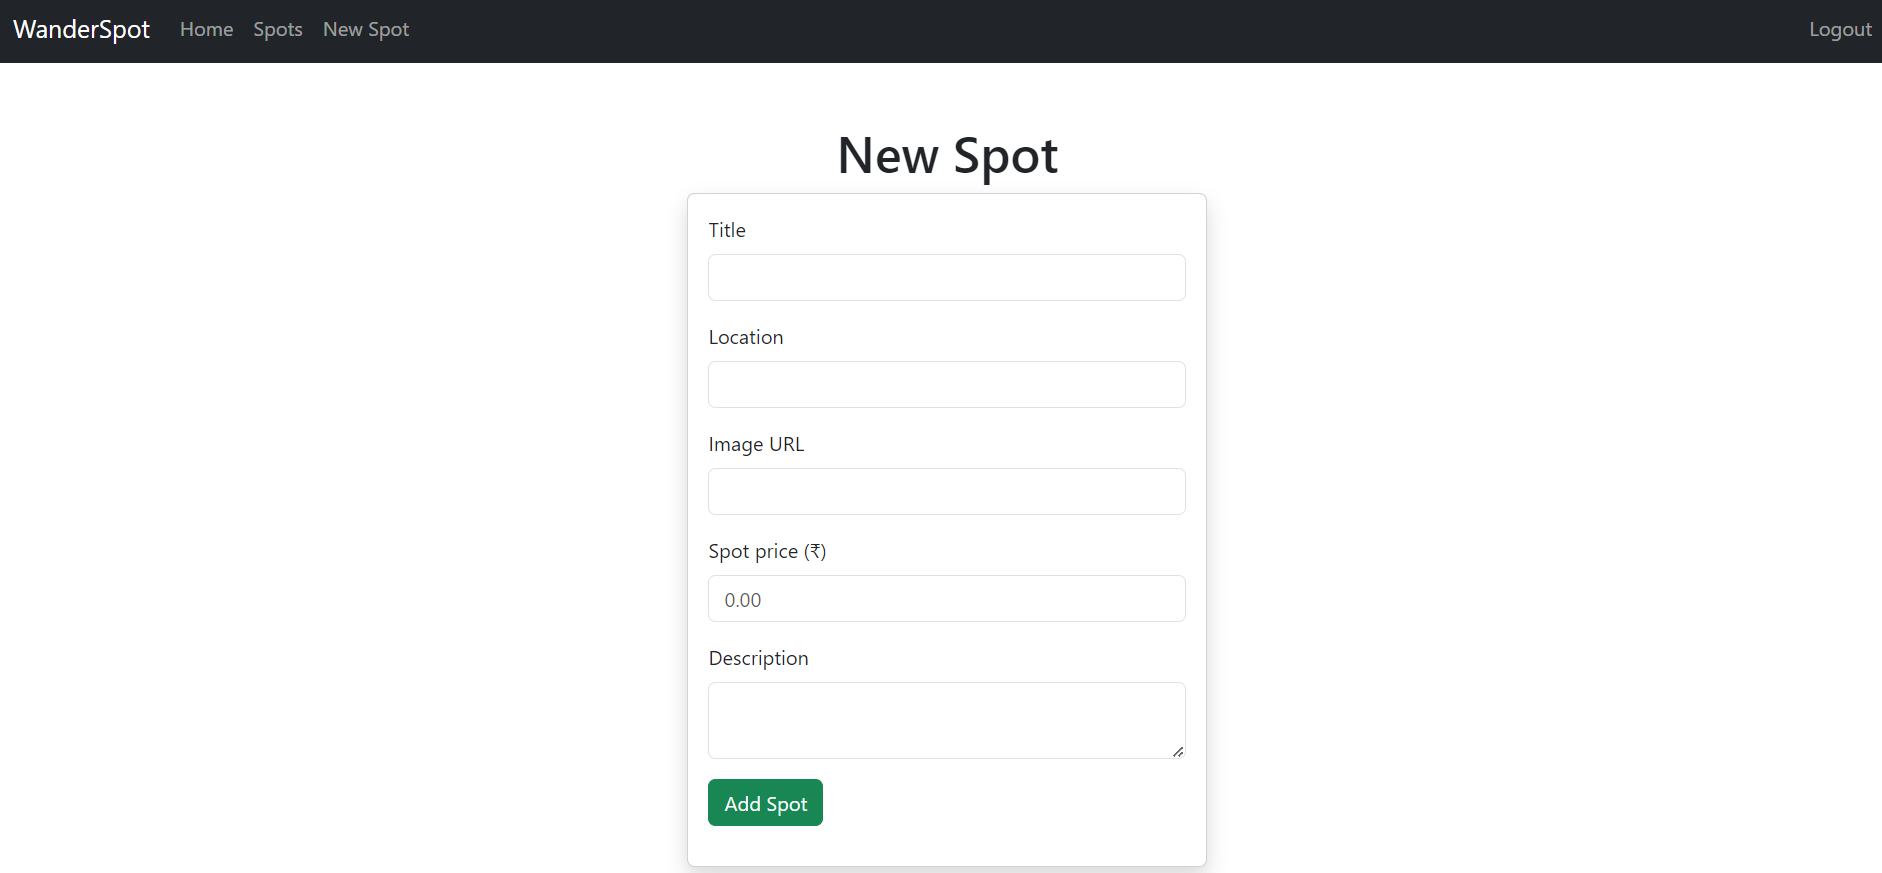 WanderSpot Home Spots New Spot Logout
New Spot
Title
Location
Image URL
Spot price (₹)
0.00
Description
Add Spot